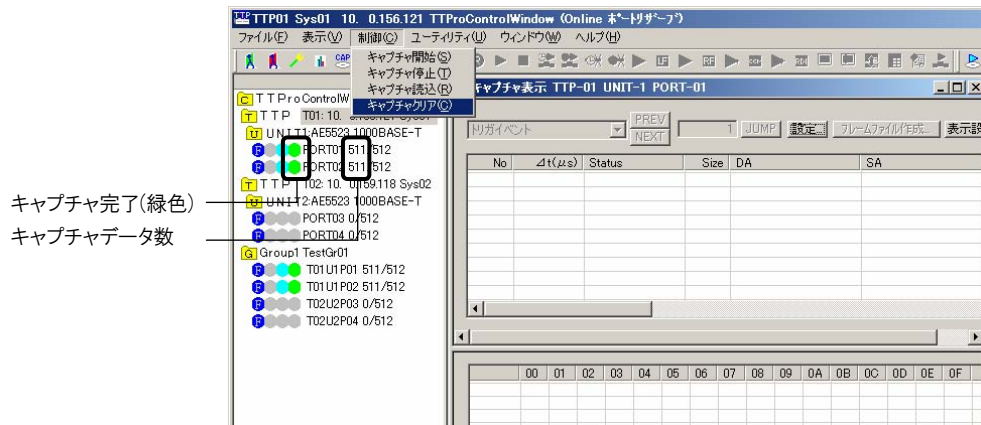 TTP01 Sys01 10. 0.156.121 TTProControlWindow (Online ﾎﾟｰﾄﾘｻﾞｰﾌﾞ)
ファイル(F) 表示(V) 制御(C) ユーティリティ(U) ウィンドウ(W) ヘルプ(H)
キャプチャ開始(S)
キャプチャ停止(T)
キャプチャ読込(R)
キャプチャクリア(C)
CAP
LF
RF
キャプチャ表示 TTP-01 UNIT-1 PORT-01
トリガイベント
PREV
NEXT
1
JUMP
設定...
フレームファイル作成...
No
⊿t(μs)
Status
Size
DA
SA
C TTProControlW
T TTP T01: 10. 0.156.121 Sys01
U UNIT1:AE5523 1000BASE-T
F PORT01 511/512
F PORT02 511/512
T TTP T02: 10. 0.159.118 Sys02
U UNIT2:AE5523 1000BASE-T
F PORT03 0/512
F PORT04 0/512
G Group1 TestGr01
F T01U1P01 511/512
F T01U1P02 511/512
F T02U2P03 0/512
F T02U2P04 0/512
キャプチャ完了(緑色)
キャプチャデータ数
00 01 02 03 04 05 06 07 08 09 0A 0B 0C 0D 0E 0F